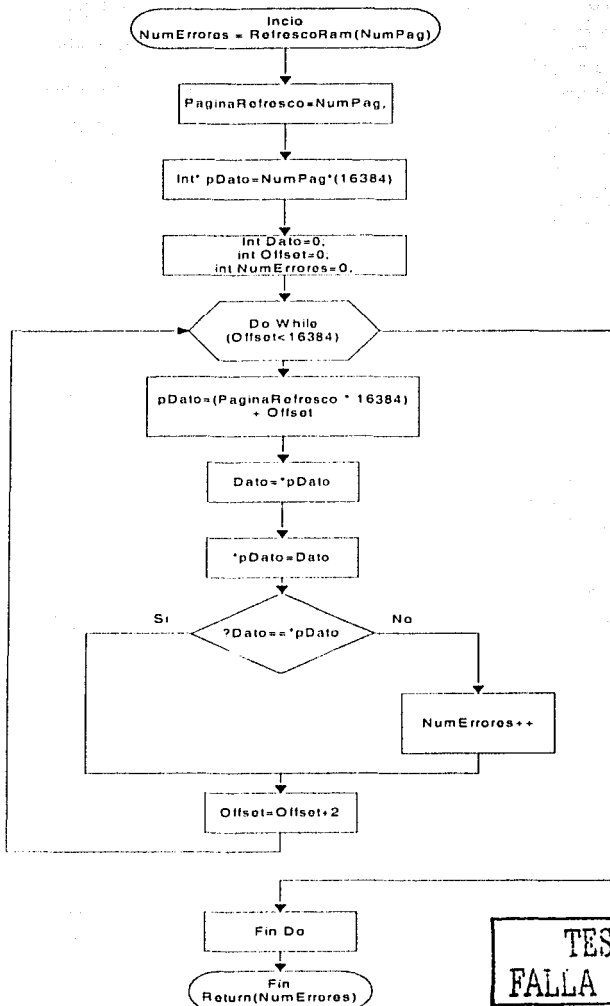 Incio
NumErrores = RefrescoRam(NumPag)
PaginaRefresco=NumPag,
Int* pDato=NumPag*(16384)
Int Dato=0;
int Offset=0;
int NumErrores=0,
Do While
(Offset<16384)
pDato=(PaginaRefresco * 16384)
+ Offset
Dato=*pDato
*pDato=Dato
Si
?Dato==*pDato
No
NumErrores++
Offset=Offset+2
Fin Do
Fin
Return(NumErrores)
TES
FALLA